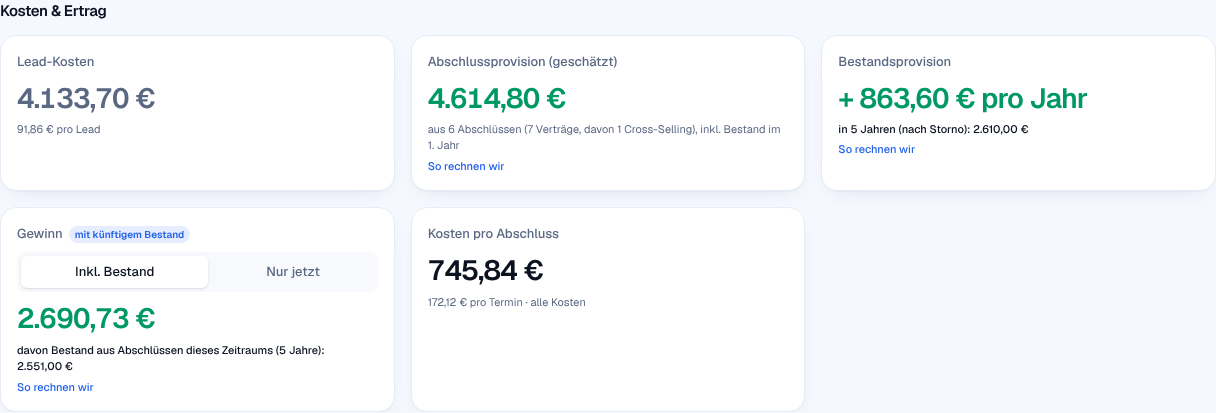 Kosten & Ertrag
Lead-Kosten
4.133,70 €
91,86 € pro Lead
Abschlussprovision (geschätzt)
4.614,80 €
aus 6 Abschlüssen (7 Verträge, davon 1 Cross-Selling), inkl. Bestand im
1. Jahr
So rechnen wir
Bestandsprovision
+ 863,60 € pro Jahr
in 5 Jahren (nach Storno): 2.610,00 €
So rechnen wir
Gewinn mit künftigem Bestand
Inkl. Bestand Nur jetzt
2.690,73 €
davon Bestand aus Abschlüssen dieses Zeitraums (5 Jahre):
2.551,00 €
So rechnen wir
Kosten pro Abschluss
745,84 €
172,12 € pro Termin · alle Kosten